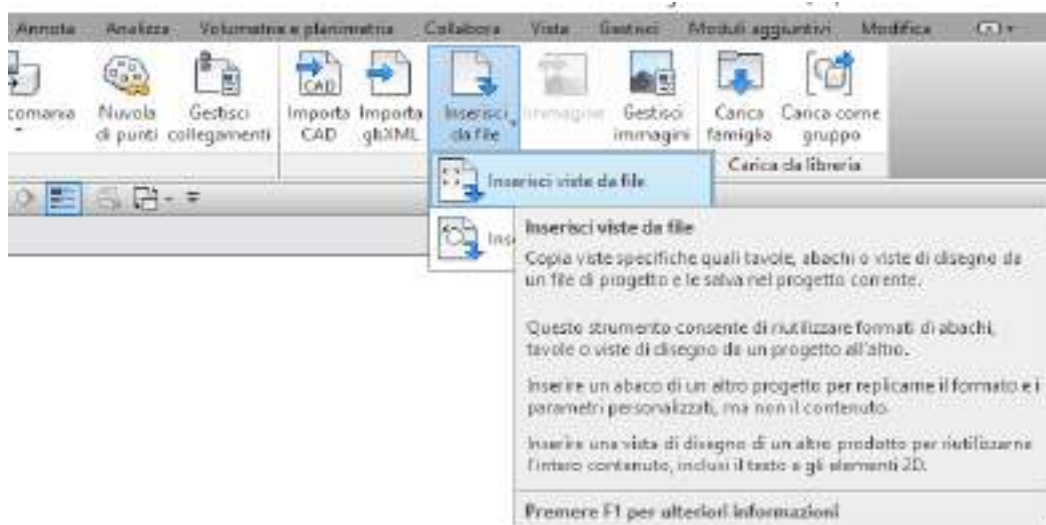 Annota Analizza Volumetrie e planimetria Collabora Vista Gestisci Moduli aggiuntivi Modifica
Nuvola di punti
Gestisci collegamenti
Importa CAD
Importa gbXML
Inserisci da file
Immagine
Gestisci immagini
Carica famiglia
Carica come gruppo
Carica da libreria
Inserisci viste da file
Inserisci viste da file
Copia viste specifiche quali tavole, abachi o viste di disegno da
un file di progetto e le salva nel progetto corrente.
Questo strumento consente di riutilizzare formati di abachi,
tavole o viste di disegno da un progetto all'altro.
Inserire un abaco di un altro progetto per replicarne il formato e i
parametri personalizzati, ma non il contenuto.
Inserire una vista di disegno di un altro prodotto per riutilizzarne
l'intero contenuto, inclusi il testo e gli elementi 2D.
Premere F1 per ulteriori informazioni